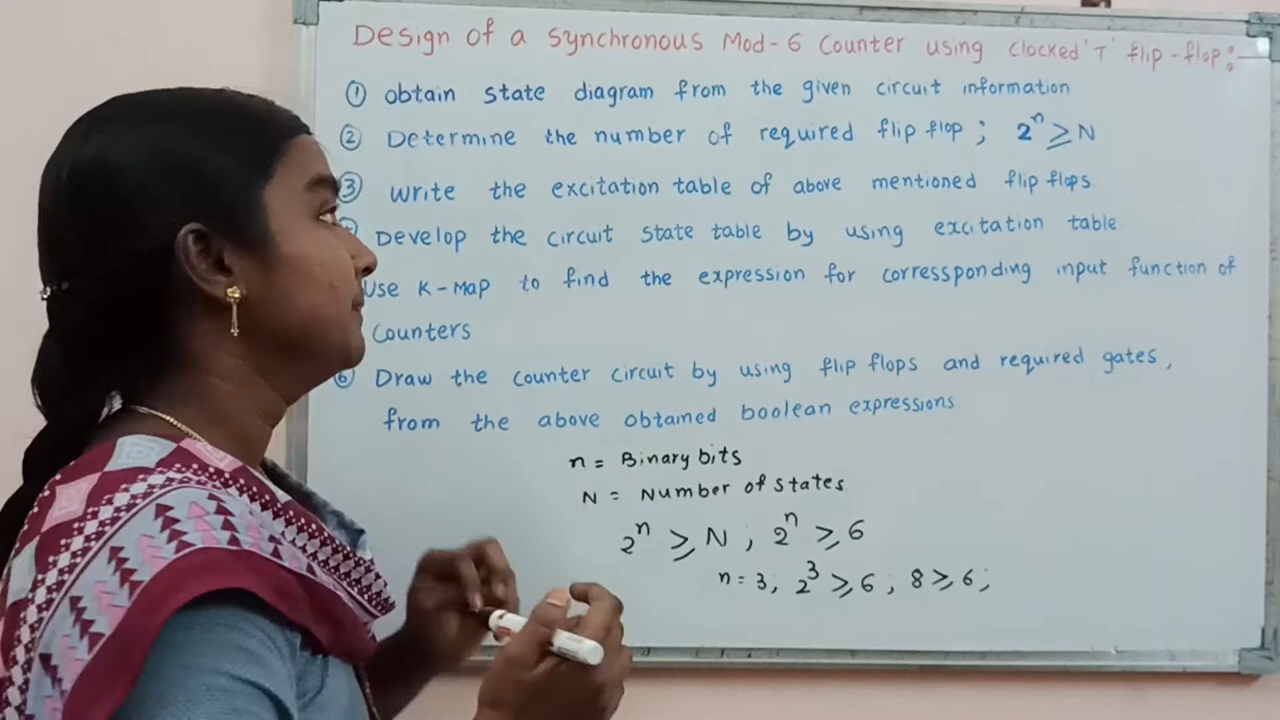 Design of a Synchronous Mod-6 Counter using Clocked 'T' flip-flop:-
① obtain state diagram from the given circuit information
② Determine the number of required flip flop ; 2ⁿ ≥ N
③ write the excitation table of above mentioned flip flops
Develop the circuit state table by using excitation table
Use K-Map to find the expression for corressponding input function of
Counters
⑥ Draw the counter circuit by using flip flops and required gates,
from the above obtained boolean expressions
n = Binary bits
N = Number of states
2ⁿ ≥ N ; 2ⁿ ≥ 6
n = 3, 2³ ≥ 6 ; 8 ≥ 6 ;